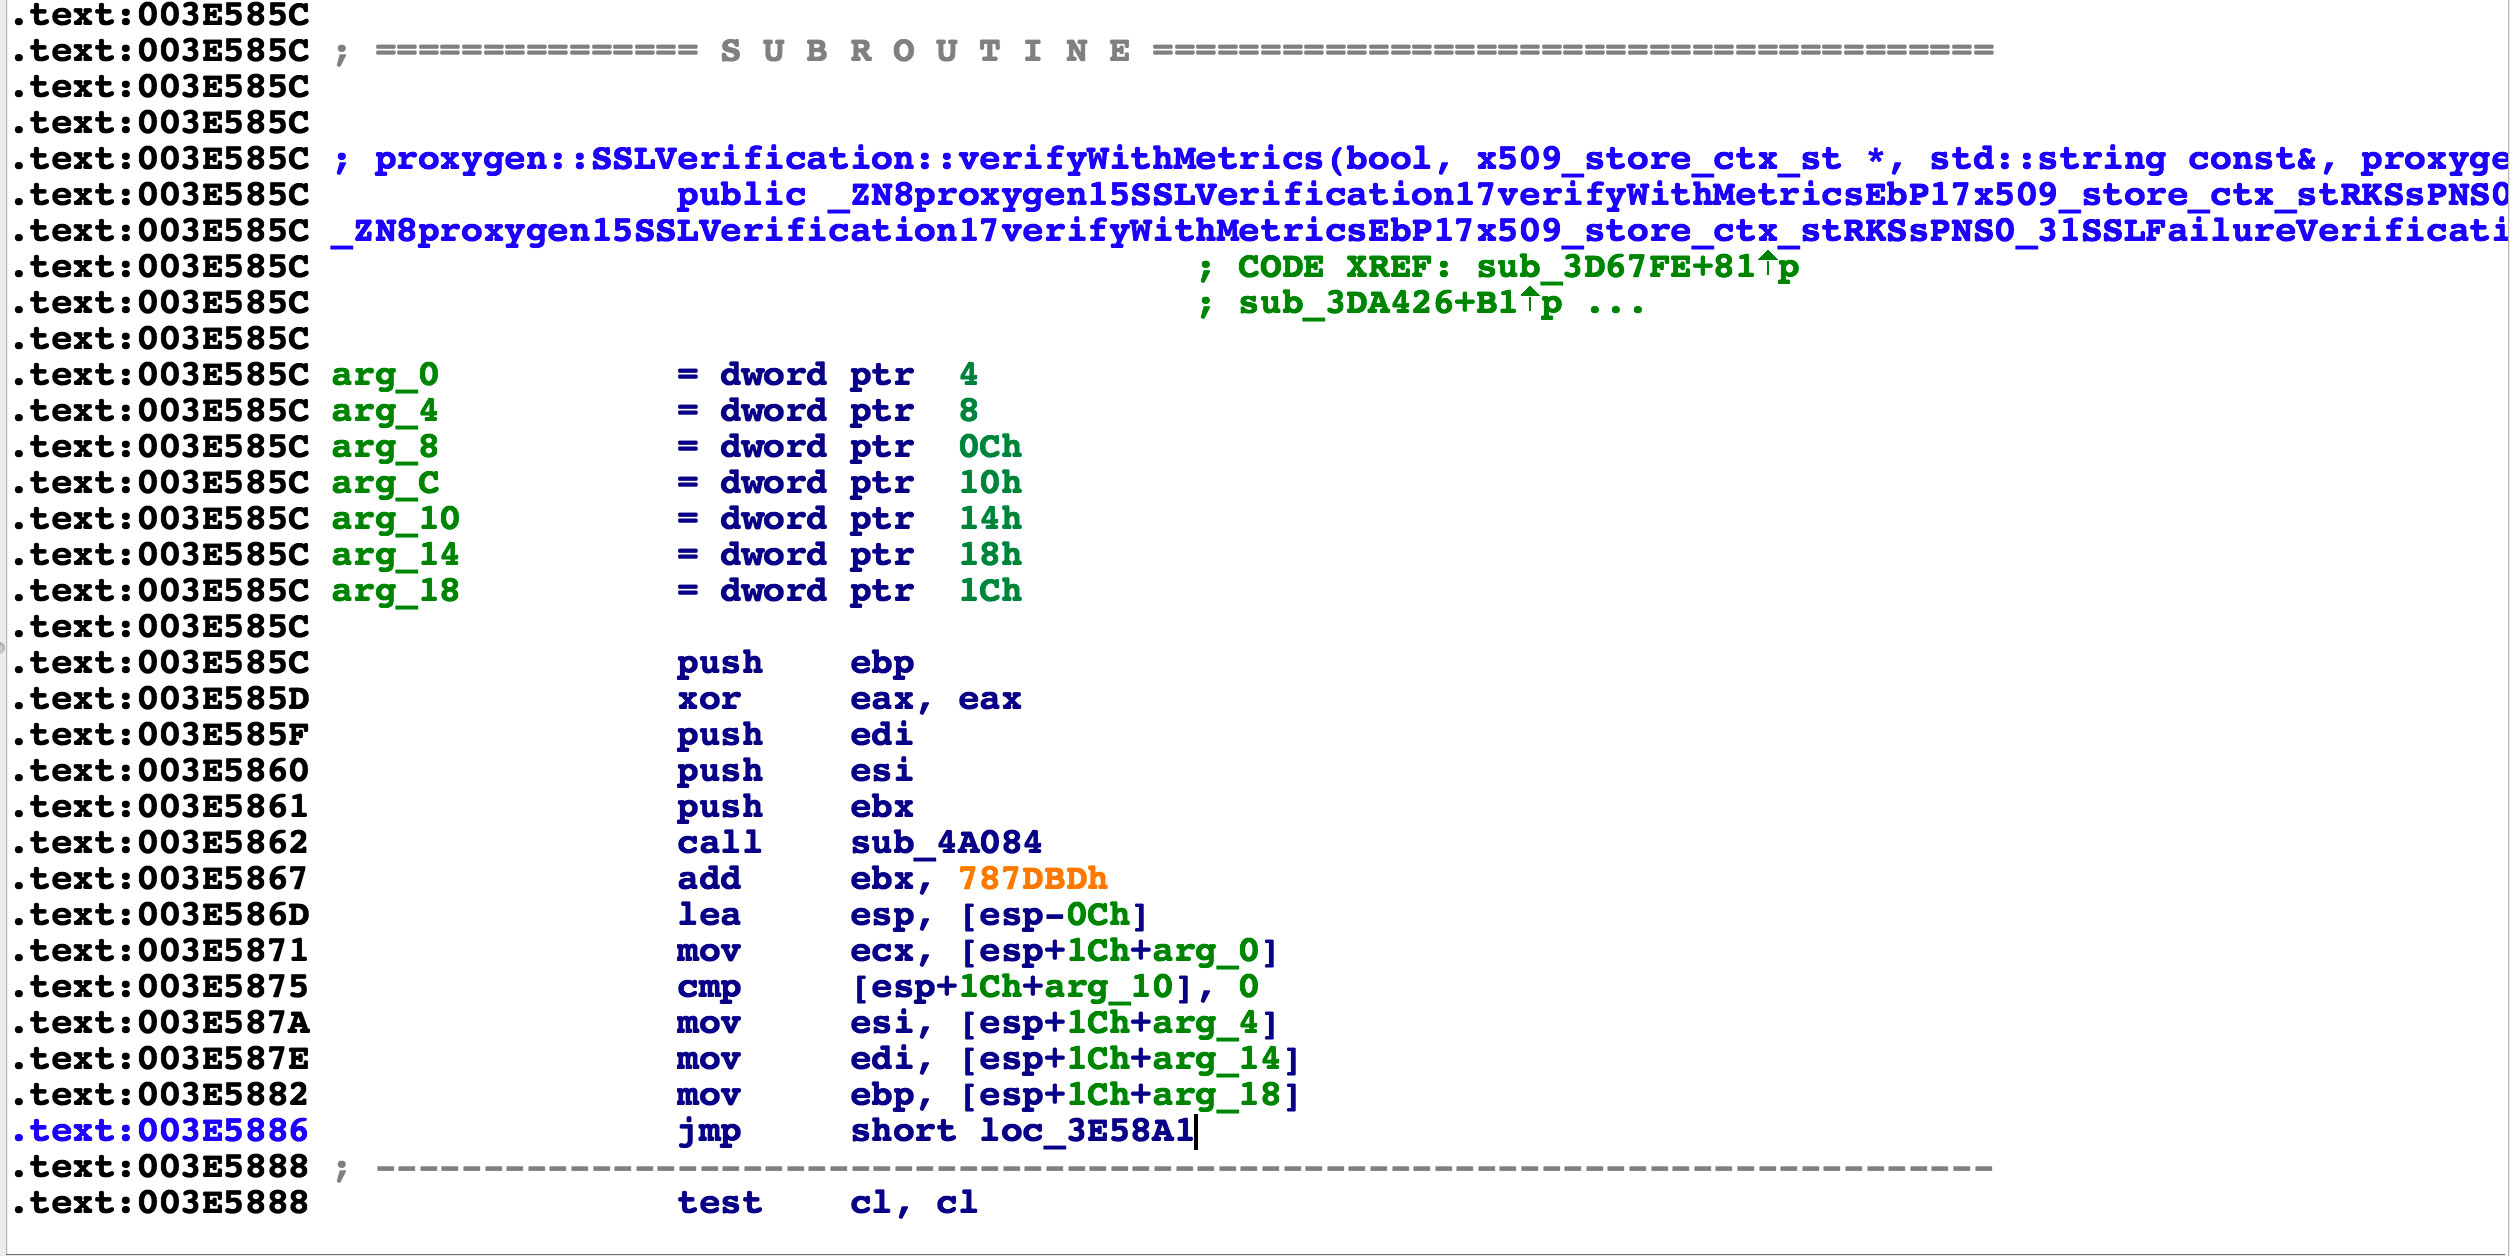 .text:003E585C
.text:003E585C ; =============== S U B R O U T I N E =======================================
.text:003E585C
.text:003E585C
.text:003E585C ; proxygen::SSLVerification::verifyWithMetrics(bool, x509_store_ctx_st *, std::string const&, proxyge
.text:003E585C public _ZN8proxygen15SSLVerification17verifyWithMetricsEbP17x509_store_ctx_stRKSsPNS0
.text:003E585C _ZN8proxygen15SSLVerification17verifyWithMetricsEbP17x509_store_ctx_stRKSsPNS0_31SSLFailureVerificati
.text:003E585C ; CODE XREF: sub_3D67FE+81↑p
.text:003E585C ; sub_3DA426+B1↑p ...
.text:003E585C
.text:003E585C arg_0 = dword ptr 4
.text:003E585C arg_4 = dword ptr 8
.text:003E585C arg_8 = dword ptr 0Ch
.text:003E585C arg_C = dword ptr 10h
.text:003E585C arg_10 = dword ptr 14h
.text:003E585C arg_14 = dword ptr 18h
.text:003E585C arg_18 = dword ptr 1Ch
.text:003E585C
.text:003E585C push ebp
.text:003E585D xor eax, eax
.text:003E585F push edi
.text:003E5860 push esi
.text:003E5861 push ebx
.text:003E5862 call sub_4A084
.text:003E5867 add ebx, 787DBDh
.text:003E586D lea esp, [esp-0Ch]
.text:003E5871 mov ecx, [esp+1Ch+arg_0]
.text:003E5875 cmp [esp+1Ch+arg_10], 0
.text:003E587A mov esi, [esp+1Ch+arg_4]
.text:003E587E mov edi, [esp+1Ch+arg_14]
.text:003E5882 mov ebp, [esp+1Ch+arg_18]
.text:003E5886 jmp short loc_3E58A1
.text:003E5888 ; ---------------------------------------------------------------------------
.text:003E5888 test cl, cl